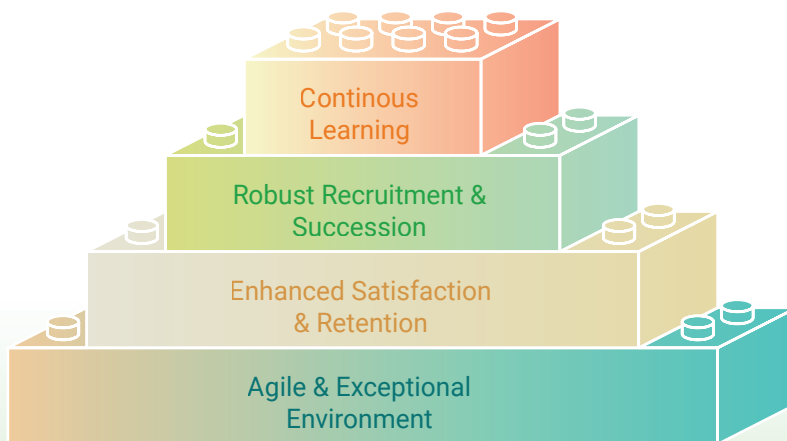 Continous
Learning
Robust Recruitment &
Succession
Enhanced Satisfaction
& Retention
Agile & Exceptional
Environment